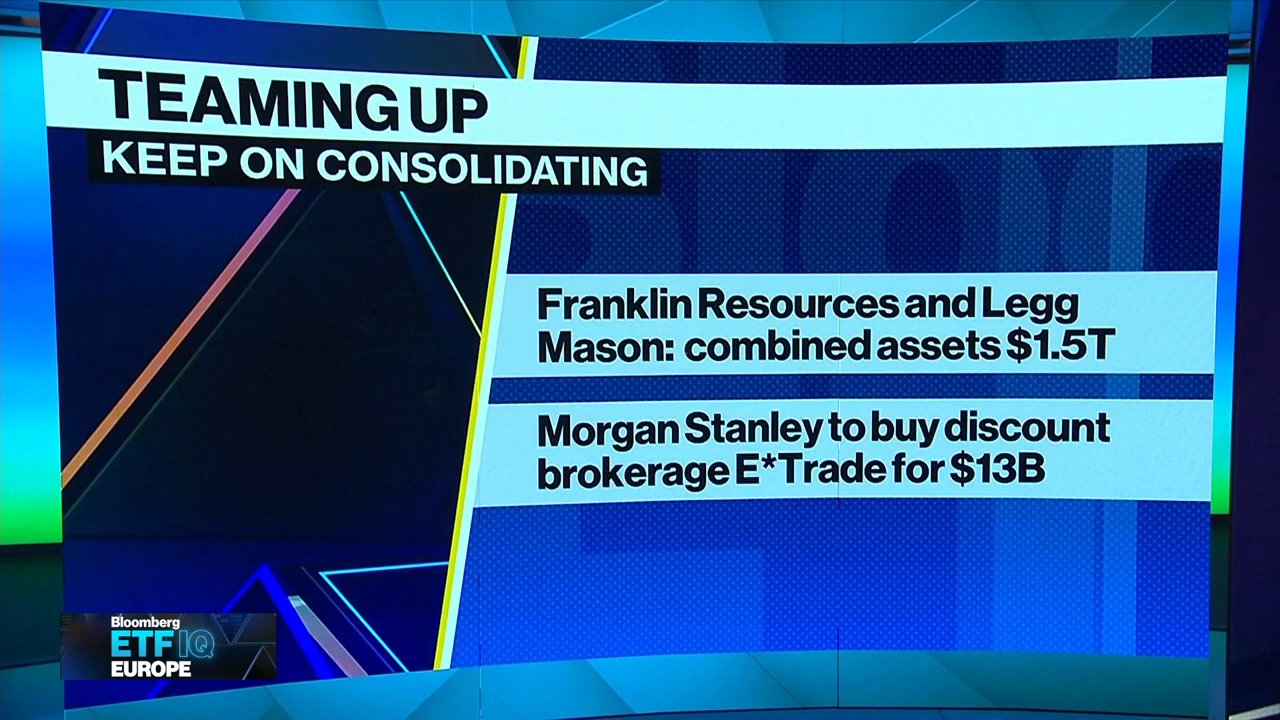 TEAMING UP
KEEP ON CONSOLIDATING
Franklin Resources and Legg
Mason: combined assets $1.5T
Morgan Stanley to buy discount
brokerage E*Trade for $13B
Bloomberg
ETF IQ
EUROPE